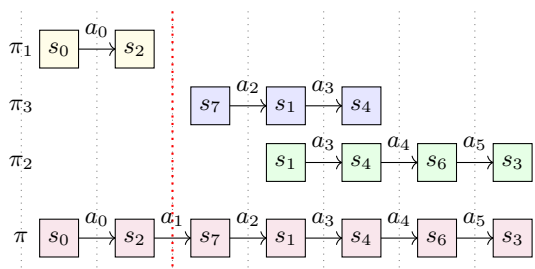 a₀
π₁ s₀ s₂
a₂ a₃
π₃ s₇ s₁ s₄
a₃ a₄ a₅
π₂ s₁ s₄ s₆ s₃
a₀ a₁ a₂ a₃ a₄ a₅
π s₀ s₂ s₇ s₁ s₄ s₆ s₃